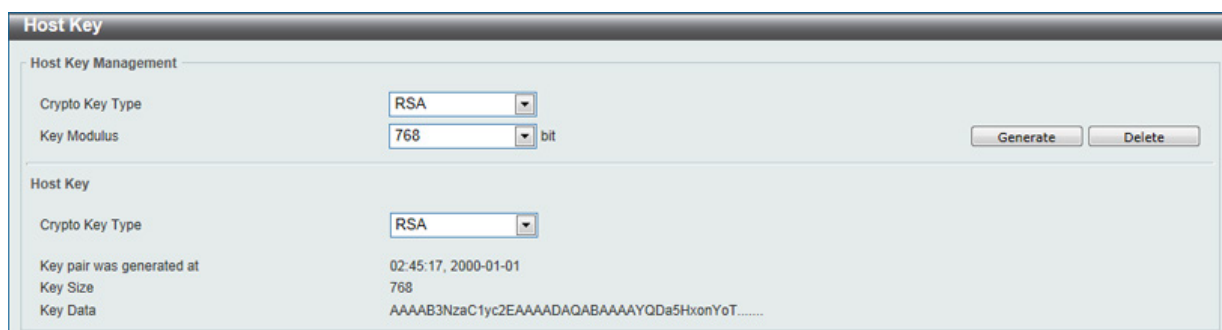 Host Key
Host Key Management
Crypto Key Type RSA
Key Modulus 768 bit Generate Delete
Host Key
Crypto Key Type RSA
Key pair was generated at 02:45:17, 2000-01-01
Key Size 768
Key Data AAAAB3NzaC1yc2EAAAADAQABAAAAYQDa5HxonYoT.......